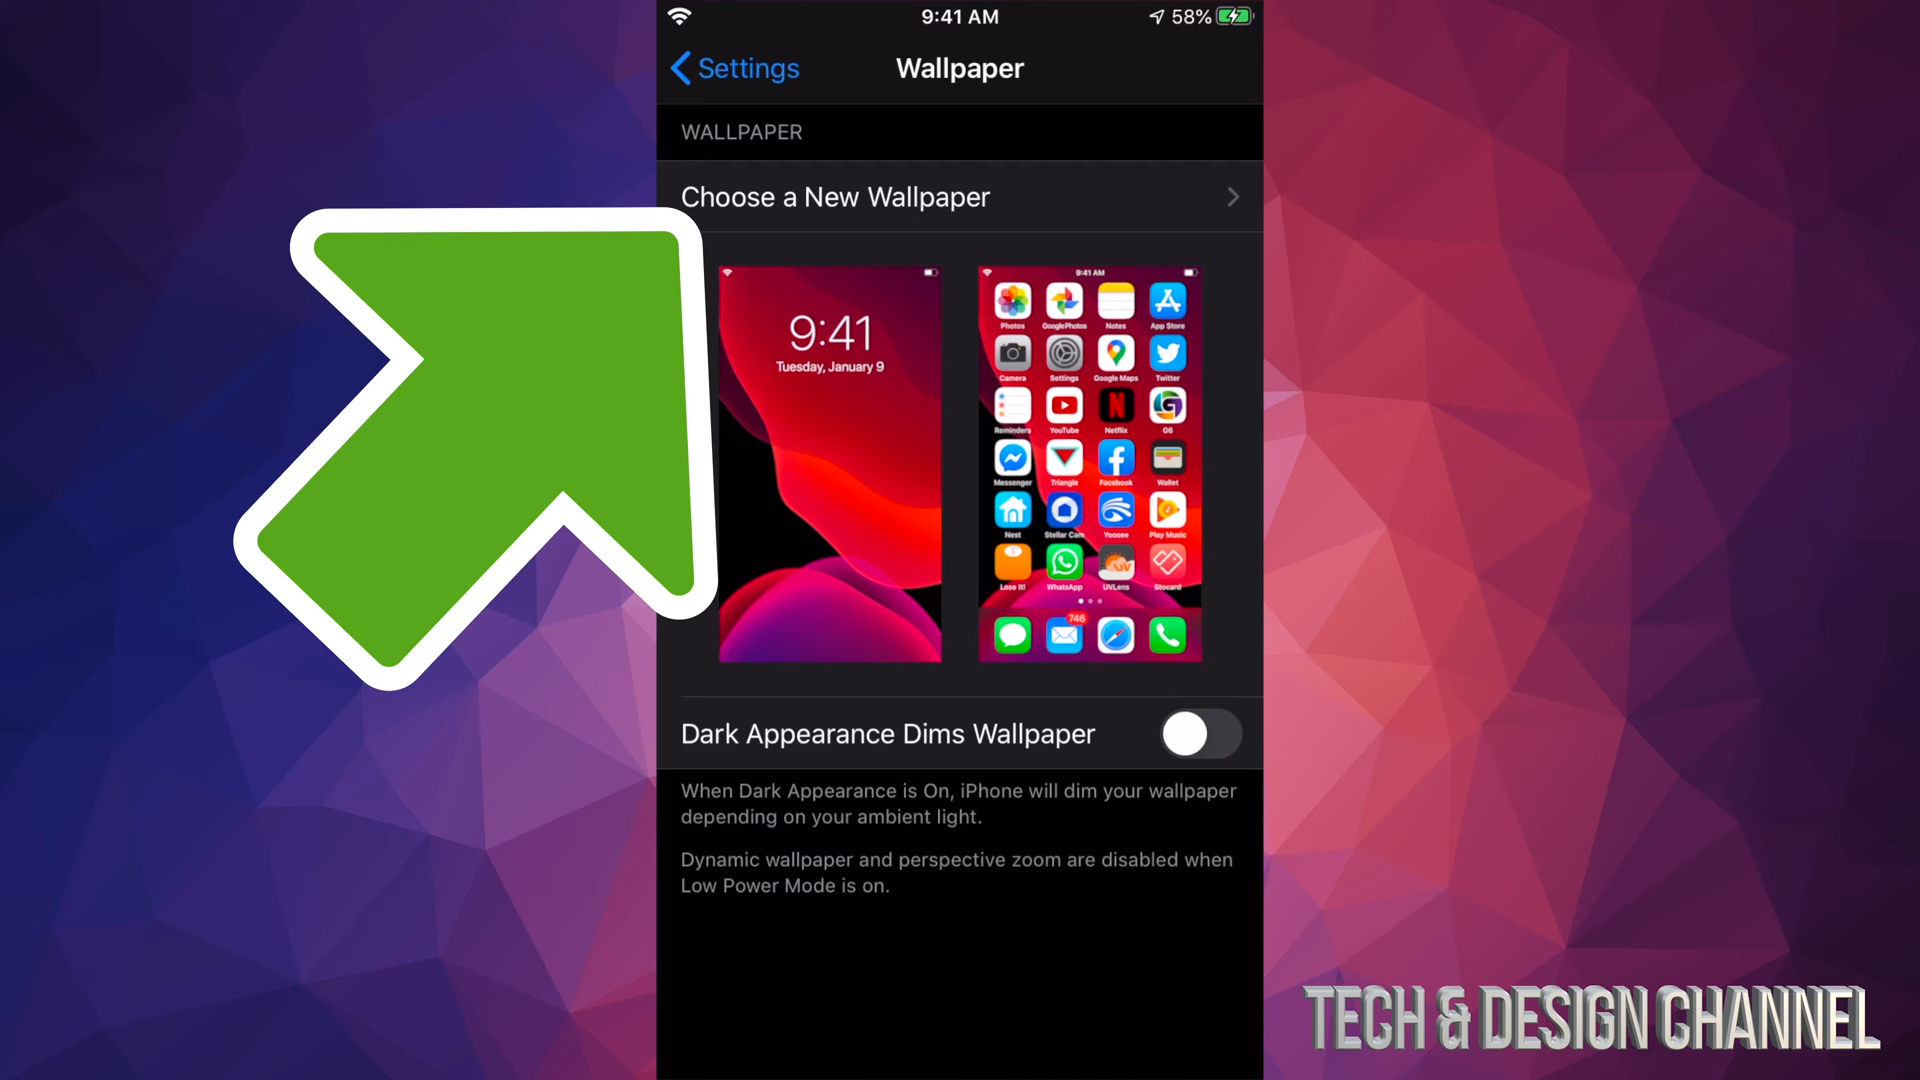 9:41 AM
58%
Settings
Wallpaper
WALLPAPER
Choose a New Wallpaper
9:41
Tuesday, January 9
9:41 AM
Photos Google Photos Notes App Store
Camera Settings Google Maps Twitter
Reminders YouTube Netflix G6
Messenger Triangle Facebook Wallet
Nest Stellar Cam Yoosee Play Music
UV
Lose It! WhatsApp UVLens Stocard
746
Dark Appearance Dims Wallpaper
When Dark Appearance is On, iPhone will dim your wallpaper
depending on your ambient light.
Dynamic wallpaper and perspective zoom are disabled when
Low Power Mode is on.
TECH & DESIGN CHANNEL